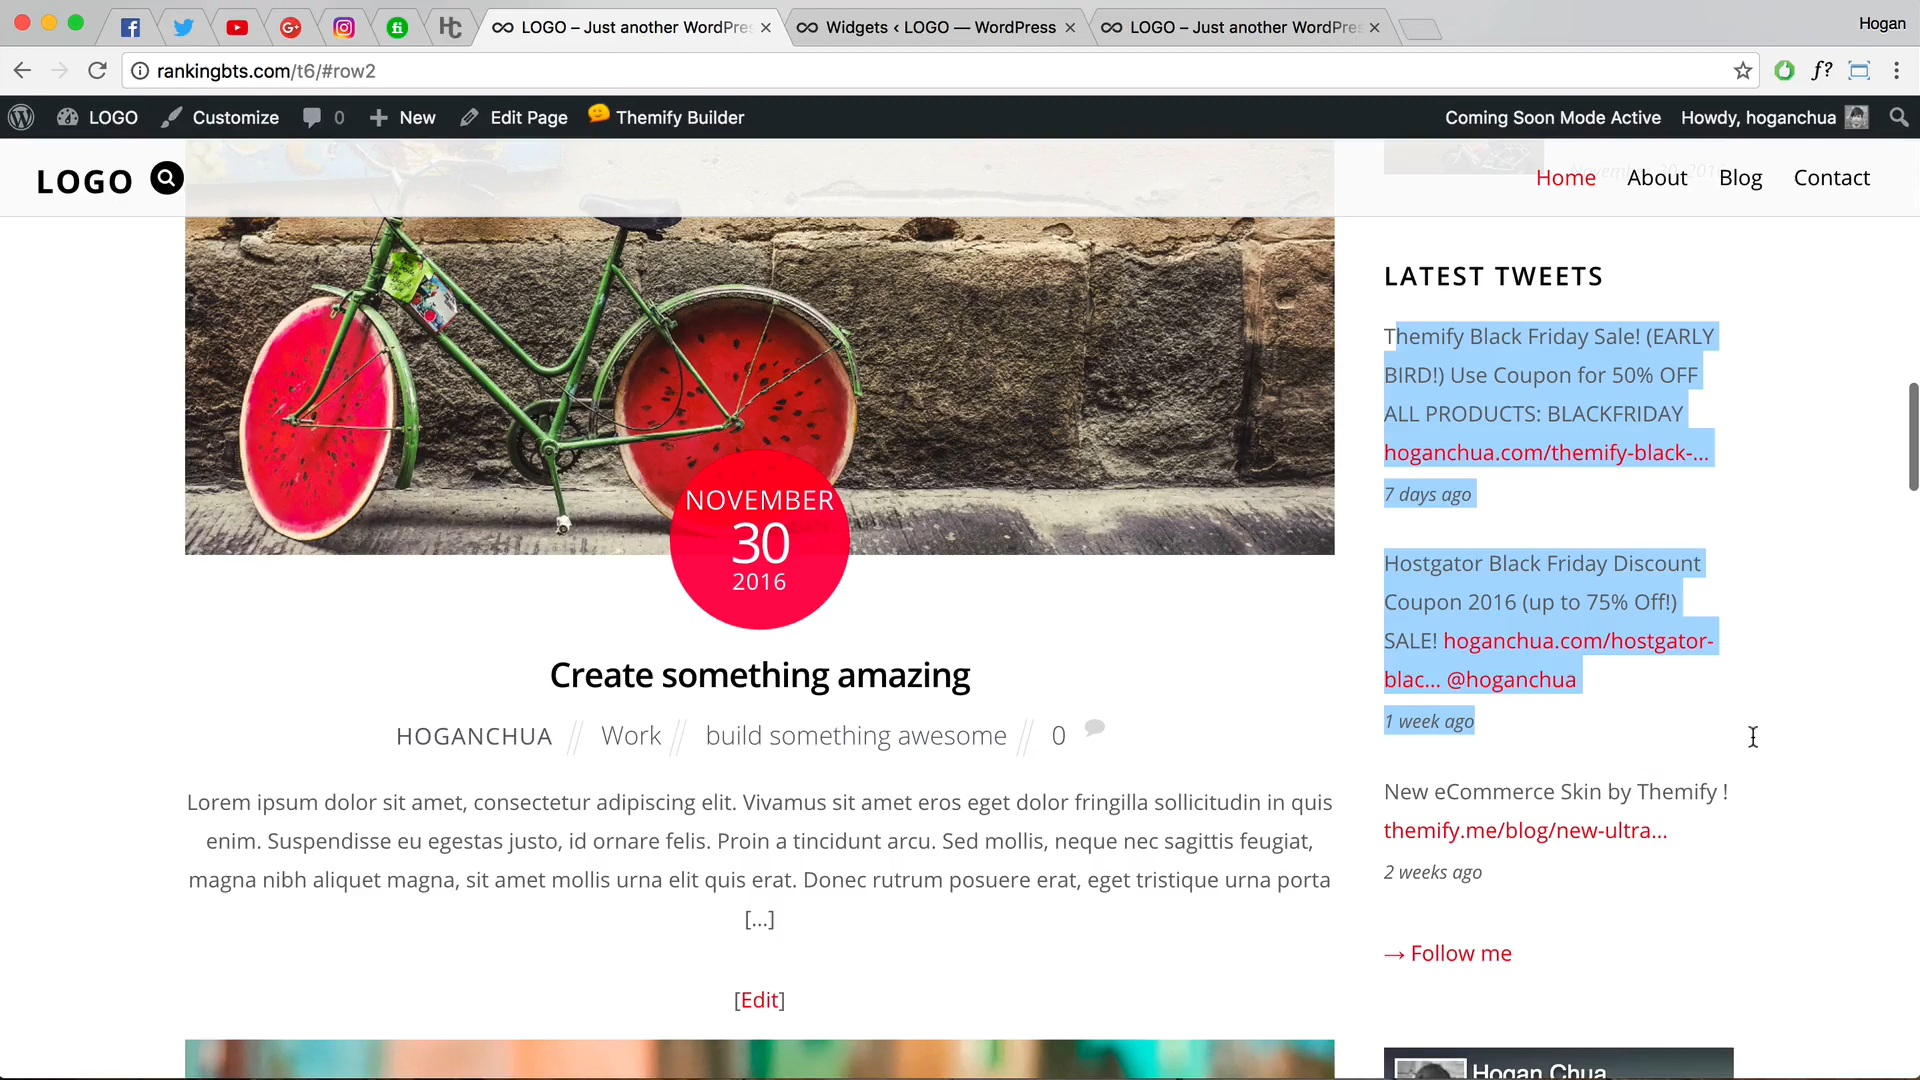 LOGO – Just another WordPres
Widgets ‹ LOGO — WordPress
LOGO – Just another WordPres
Hogan
rankingbts.com/t6/#row2
f?
LOGO
Customize
0
New
Edit Page
Themify Builder
Coming Soon Mode Active
Howdy, hoganchua
LOGO
Home
About
Blog
Contact
NOVEMBER
30
2016
Create something amazing
HOGANCHUA // Work // build something awesome // 0
Lorem ipsum dolor sit amet, consectetur adipiscing elit. Vivamus sit amet eros eget dolor fringilla sollicitudin in quis
enim. Suspendisse eu egestas justo, id ornare felis. Proin a tincidunt arcu. Sed mollis, neque nec sagittis feugiat,
magna nibh aliquet magna, sit amet mollis urna elit quis erat. Donec rutrum posuere erat, eget tristique urna porta
[...]
[Edit]
LATEST TWEETS
Themify Black Friday Sale! (EARLY
BIRD!) Use Coupon for 50% OFF
ALL PRODUCTS: BLACKFRIDAY
hoganchua.com/themify-black-...
7 days ago
Hostgator Black Friday Discount
Coupon 2016 (up to 75% Off!)
SALE! hoganchua.com/hostgator-
blac... @hoganchua
1 week ago
New eCommerce Skin by Themify !
themify.me/blog/new-ultra...
2 weeks ago
→ Follow me
Hogan Chua